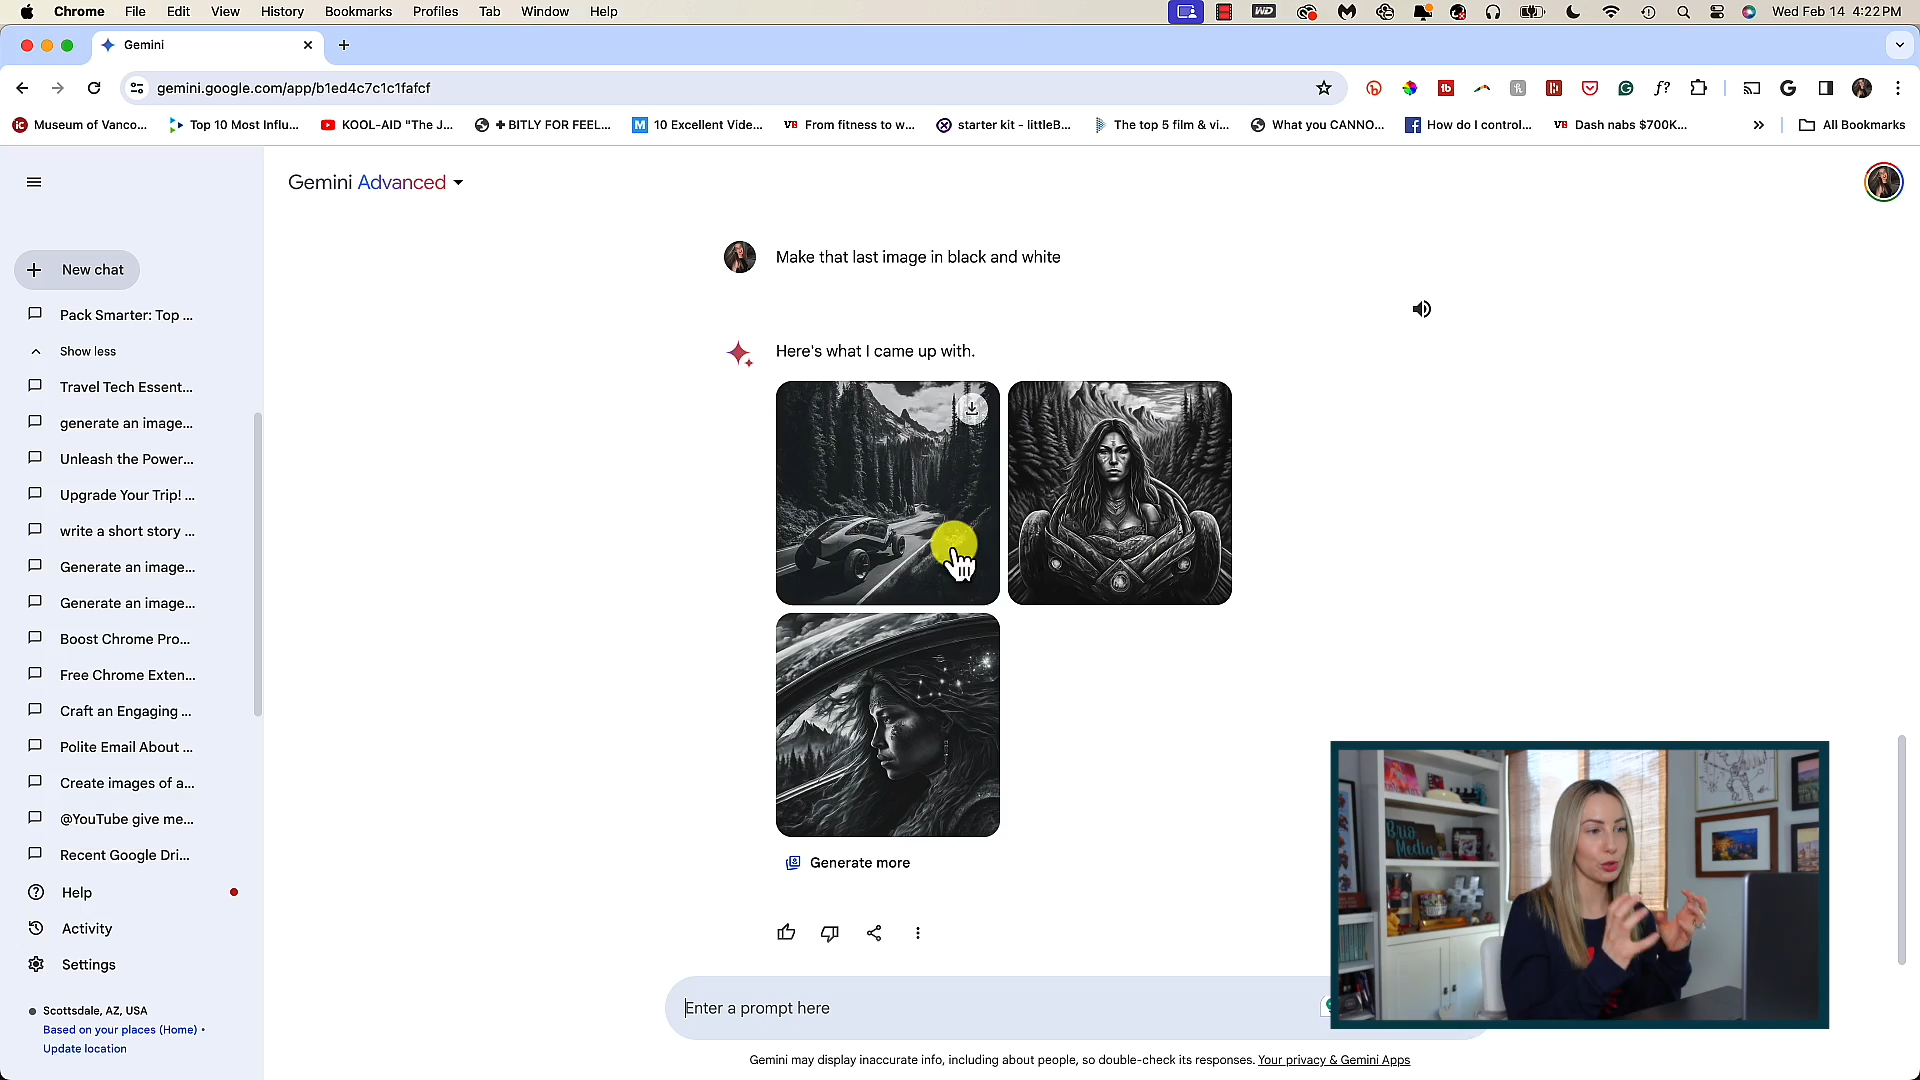 Chrome File Edit View History Bookmarks Profiles Tab Window Help Wed Feb 14 4:22 PM
Gemini
gemini.google.com/app/b1ed4c7c1c1fafcf
Museum of Vanco... Top 10 Most Influ... KOOL-AID "The J... + BITLY FOR FEEL... 10 Excellent Vide... From fitness to w... starter kit - littleB... The top 5 film & vi... What you CANNO... How do I control... Dash nabs $700K... All Bookmarks
Gemini Advanced
New chat
Pack Smarter: Top ...
Show less
Travel Tech Essent...
generate an image...
Unleash the Power...
Upgrade Your Trip! ...
write a short story ...
Generate an image...
Generate an image...
Boost Chrome Pro...
Free Chrome Exten...
Craft an Engaging ...
Polite Email About ...
Create images of a...
@YouTube give me...
Recent Google Dri...
Help
Activity
Settings
Scottsdale, AZ, USA
Based on your places (Home) •
Update location
Make that last image in black and white
Here's what I came up with.
Generate more
Enter a prompt here
Gemini may display inaccurate info, including about people, so double-check its responses. Your privacy & Gemini Apps
Brio
Media